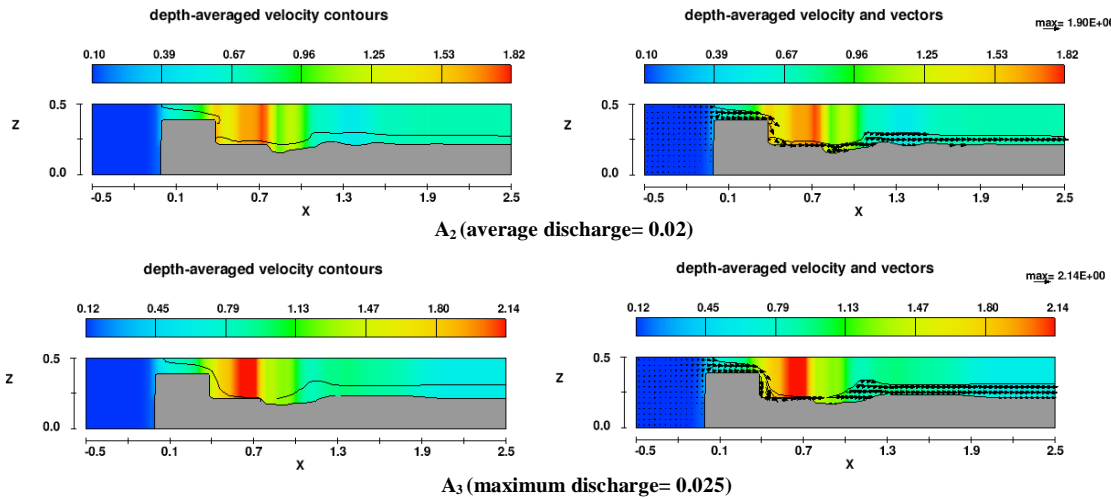 depth-averaged velocity contours
depth-averaged velocity and vectors
max= 1.90E+00
0.10 0.39 0.67 0.96 1.25 1.53 1.82
0.10 0.39 0.67 0.96 1.25 1.53 1.82
0.5
Z
0.0
-0.5 0.1 0.7 1.3 1.9 2.5
X
0.5
Z
0.0
-0.5 0.1 0.7 1.3 1.9 2.5
X
A2 (average discharge= 0.02)
depth-averaged velocity contours
depth-averaged velocity and vectors
max= 2.14E+00
0.12 0.45 0.79 1.13 1.47 1.80 2.14
0.12 0.45 0.79 1.13 1.47 1.80 2.14
0.5
Z
0.0
-0.5 0.1 0.7 1.3 1.9 2.5
X
0.5
Z
0.0
-0.5 0.1 0.7 1.3 1.9 2.5
X
A3 (maximum discharge= 0.025)